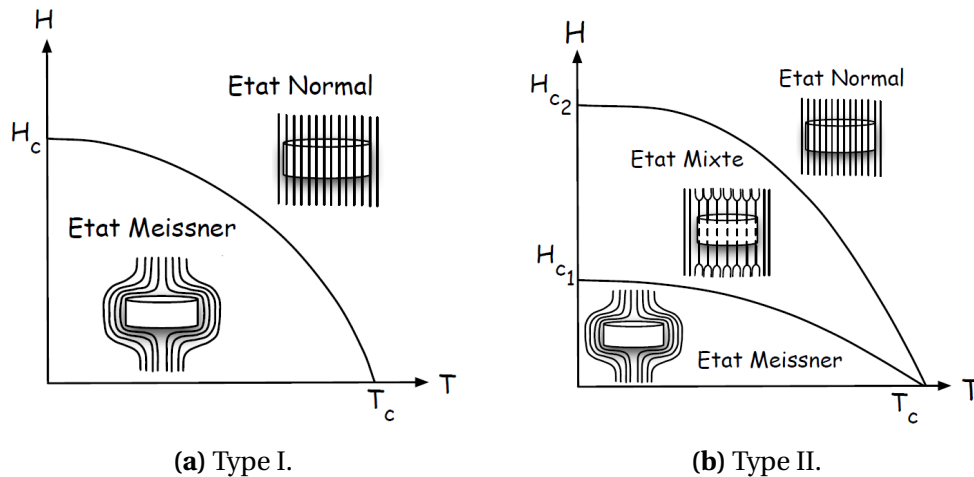 H
Etat Normal
H_c
Etat Meissner
T
T_c
(a) Type I.
H
Etat Normal
H_c2
Etat Mixte
H_c1
Etat Meissner
T
T_c
(b) Type II.